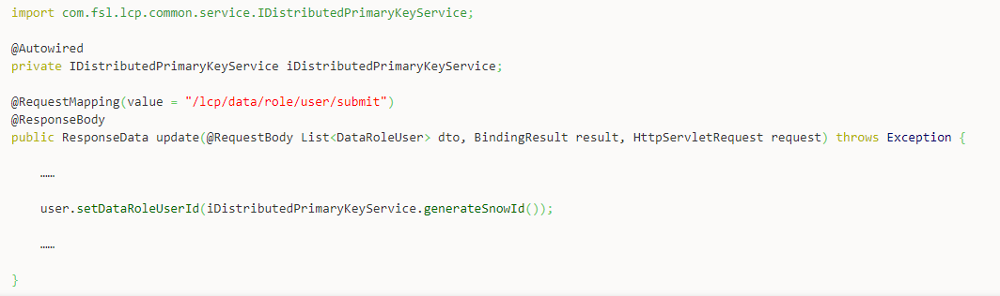 import com.fsl.lcp.common.service.IDistributedPrimaryKeyService;
@Autowired
private IDistributedPrimaryKeyService iDistributedPrimaryKeyService;
@RequestMapping(value = "/lcp/data/role/user/submit")
@ResponseBody
public ResponseData update(@RequestBody List<DataRoleUser> dto, BindingResult result, HttpServletRequest request) throws Exception {
……
user.setDataRoleUserId(iDistributedPrimaryKeyService.generateSnowId());
……
}